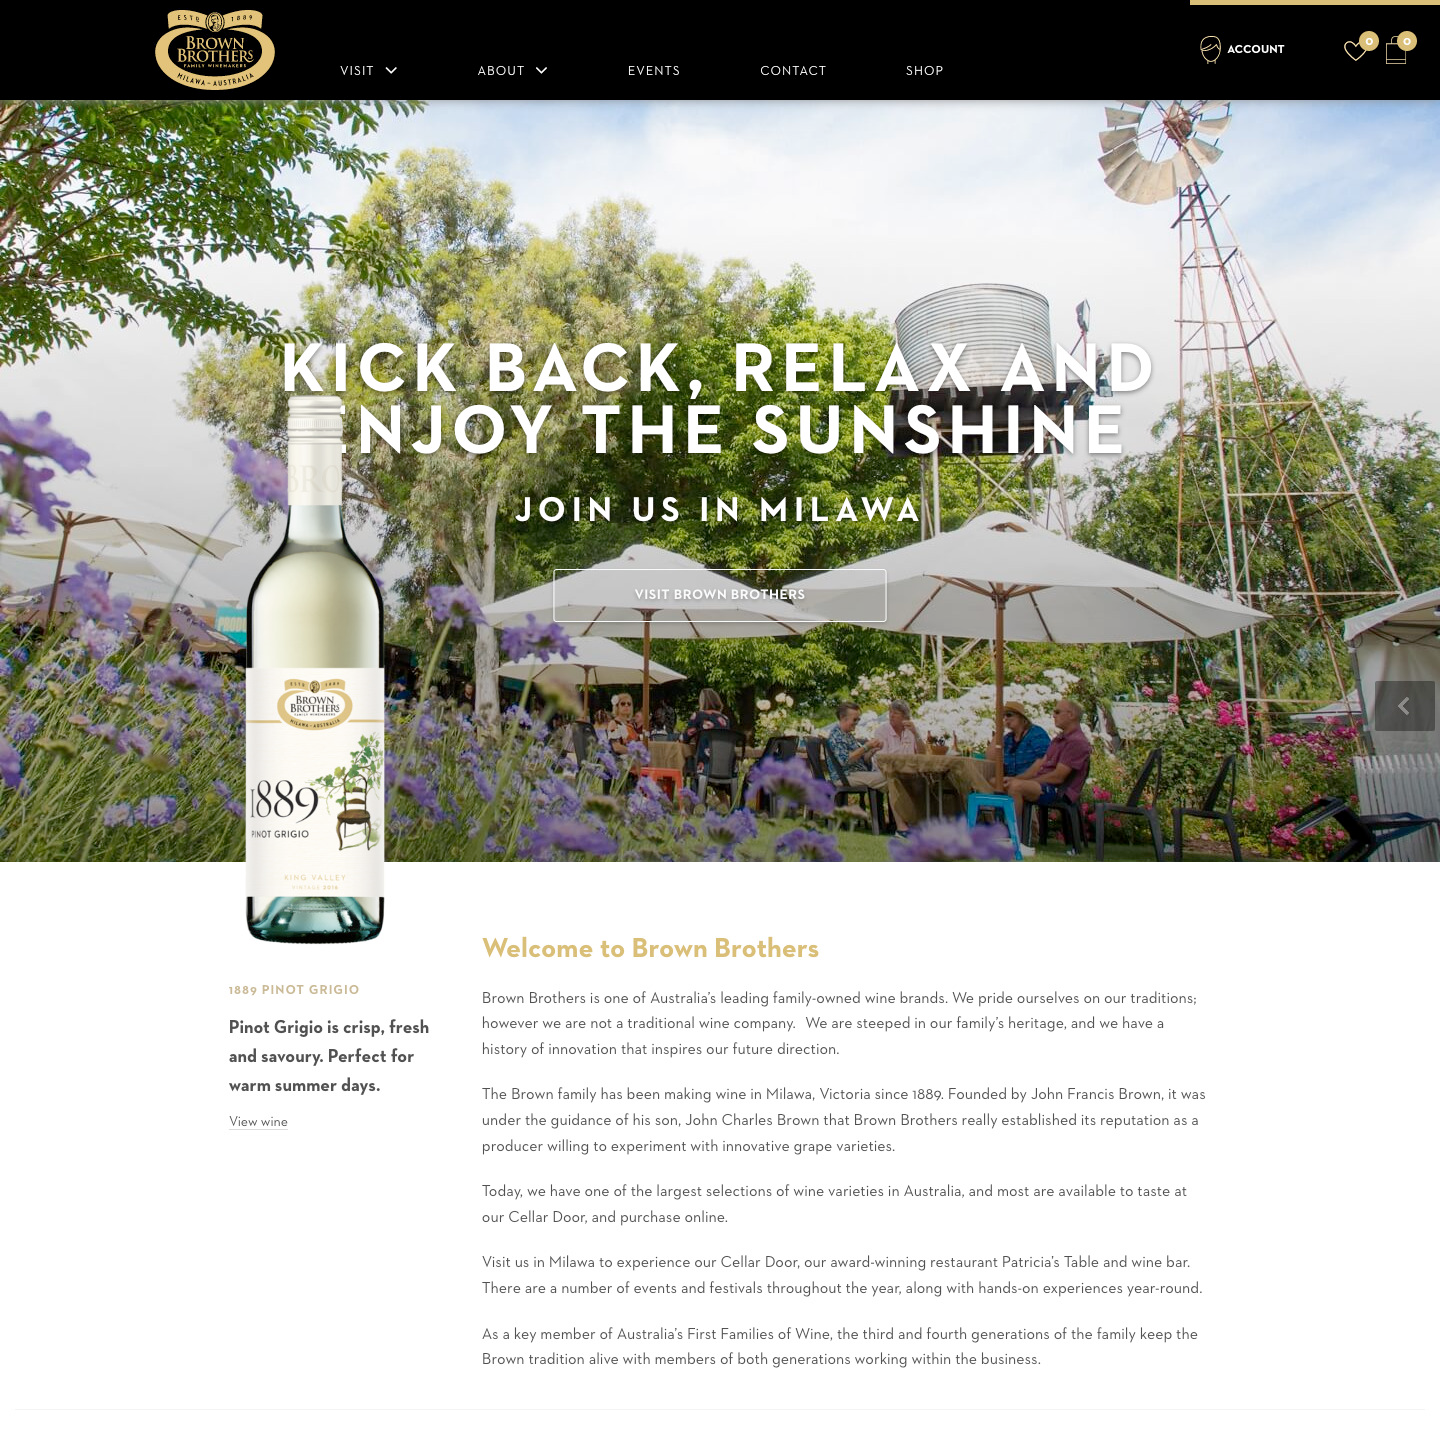 ESTD 1889
BROWN
BROTHERS
FAMILY WINEMAKERS
MILAWA - AUSTRALIA
VISIT
ABOUT
EVENTS
CONTACT
SHOP
ACCOUNT
0
0
KICK BACK, RELAX AND
ENJOY THE SUNSHINE
JOIN US IN MILAWA
VISIT BROWN BROTHERS
BRO
ESTD 1889
BROWN
BROTHERS
FAMILY WINEMAKERS
MILAWA - AUSTRALIA
1889
PINOT GRIGIO
KING VALLEY
VINTAGE 2016
Welcome to Brown Brothers
1889 PINOT GRIGIO
Pinot Grigio is crisp, fresh
and savoury. Perfect for
warm summer days.
View wine
Brown Brothers is one of Australia’s leading family-owned wine brands. We pride ourselves on our traditions;
however we are not a traditional wine company.  We are steeped in our family’s heritage, and we have a
history of innovation that inspires our future direction.
The Brown family has been making wine in Milawa, Victoria since 1889. Founded by John Francis Brown, it was
under the guidance of his son, John Charles Brown that Brown Brothers really established its reputation as a
producer willing to experiment with innovative grape varieties.
Today, we have one of the largest selections of wine varieties in Australia, and most are available to taste at
our Cellar Door, and purchase online.
Visit us in Milawa to experience our Cellar Door, our award-winning restaurant Patricia’s Table and wine bar.
There are a number of events and festivals throughout the year, along with hands-on experiences year-round.
As a key member of Australia’s First Families of Wine, the third and fourth generations of the family keep the
Brown tradition alive with members of both generations working within the business.